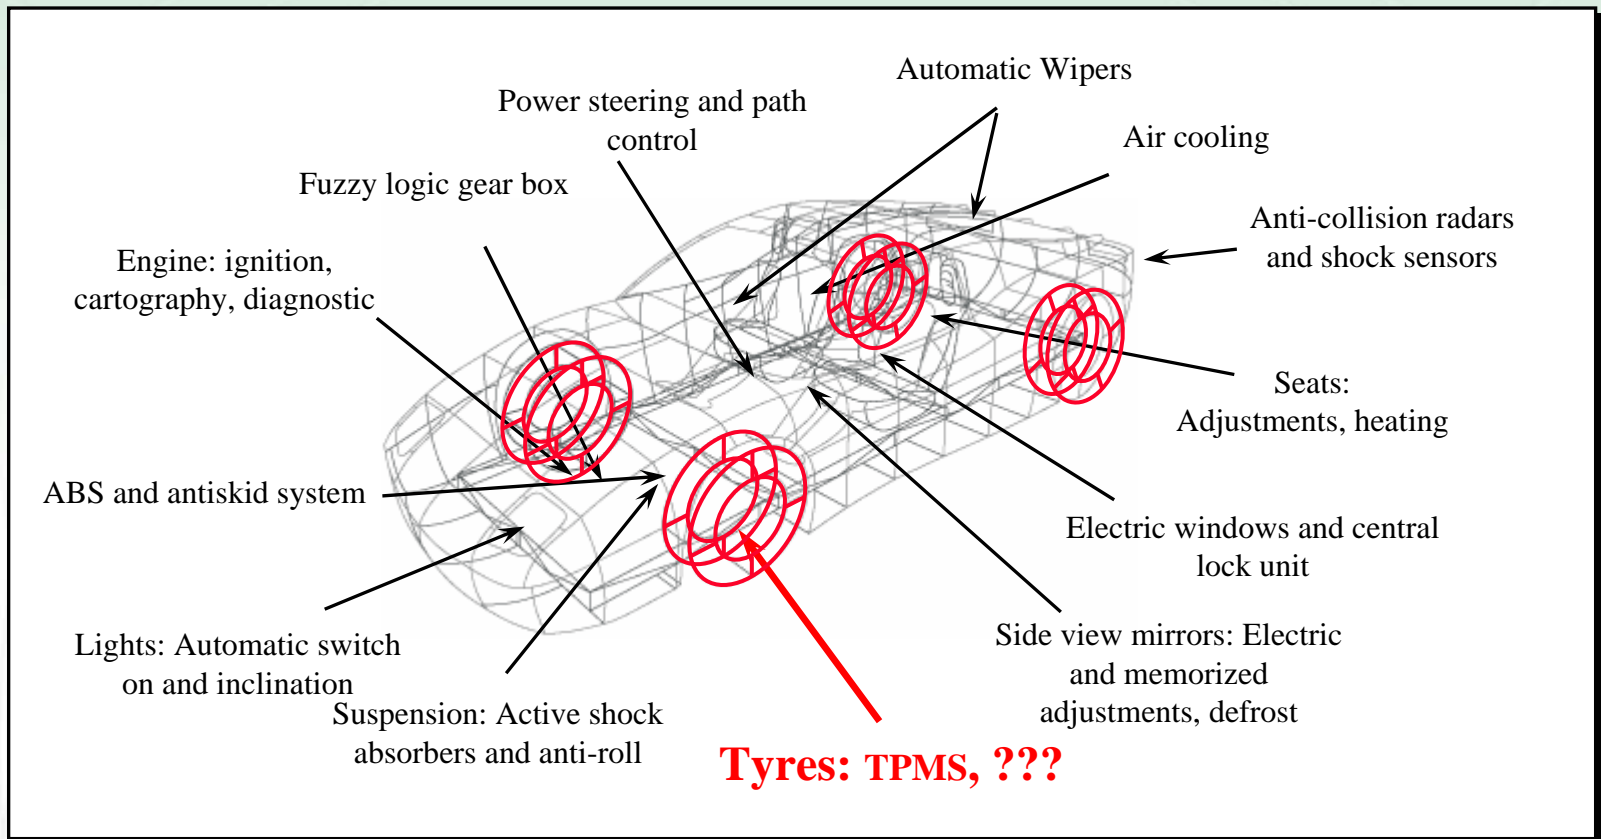 Automatic Wipers
Power steering and path
control
Air cooling
Fuzzy logic gear box
Anti-collision radars
and shock sensors
Engine: ignition,
cartography, diagnostic
Seats:
Adjustments, heating
ABS and antiskid system
Electric windows and central
lock unit
Lights: Automatic switch
on and inclination
Side view mirrors: Electric
and memorized
adjustments, defrost
Suspension: Active shock
absorbers and anti-roll
Tyres: TPMS, ???